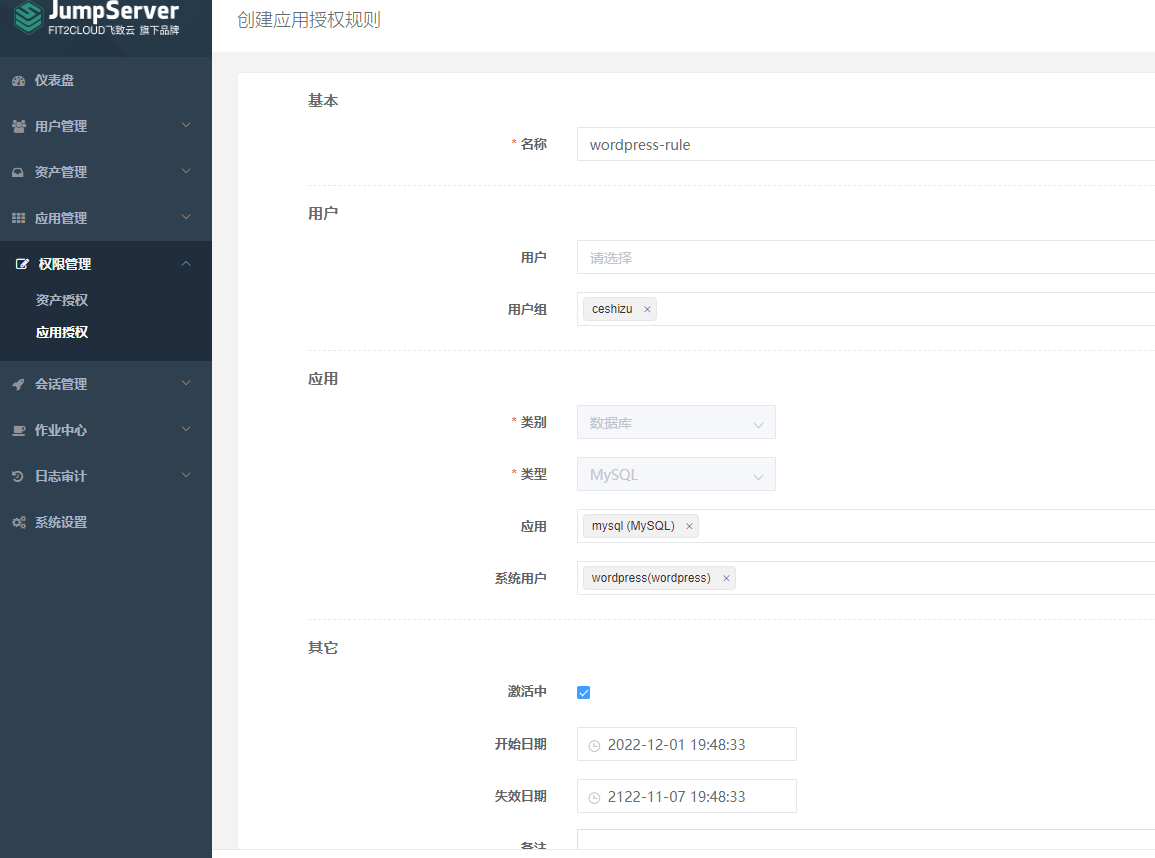 JumpServer
FIT2CLOUD飞致云 旗下品牌
仪表盘
用户管理
资产管理
应用管理
权限管理
资产授权
应用授权
会话管理
作业中心
日志审计
系统设置
创建应用授权规则
基本
* 名称 wordpress-rule
用户
用户 请选择
用户组 ceshizu ×
应用
* 类别 数据库
* 类型 MySQL
应用 mysql (MySQL) ×
系统用户 wordpress(wordpress) ×
其它
激活中
开始日期 2022-12-01 19:48:33
失效日期 2122-11-07 19:48:33
备注